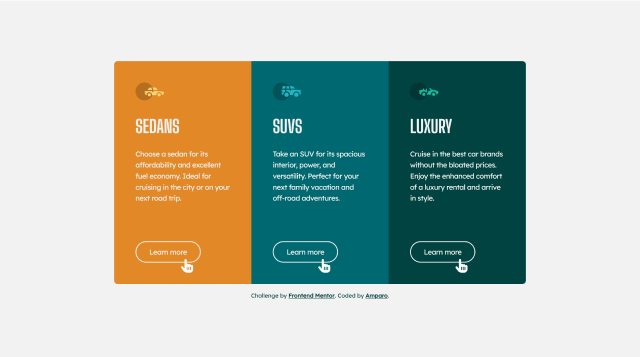 SEDANS
Choose a sedan for its
affordability and excellent
fuel economy. Ideal for
cruising in the city or on your
next road trip.
Learn more
SUVS
Take an SUV for its spacious
interior, power, and
versatility. Perfect for your
next family vacation and
off-road adventures.
Learn more
LUXURY
Cruise in the best car brands
without the bloated prices.
Enjoy the enhanced comfort
of a luxury rental and arrive
in style.
Learn more
Challenge by Frontend Mentor. Coded by Amparo.